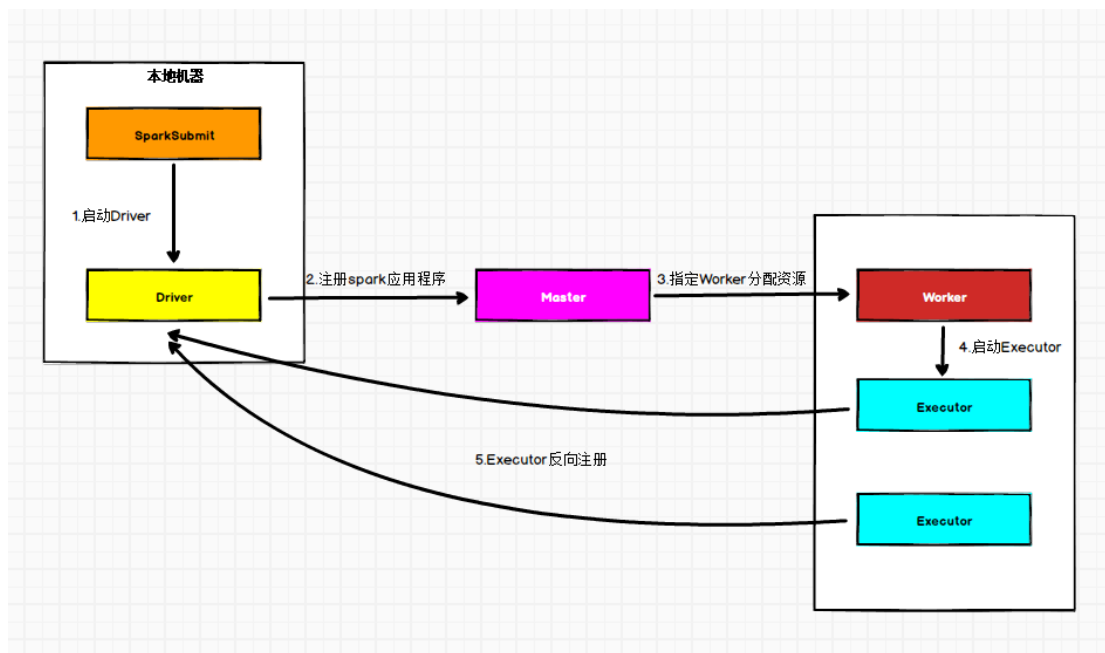 本地机器
SparkSubmit
1.启动Driver
Driver
2.注册spark应用程序
Master
3.指定Worker分配资源
Worker
4.启动Executor
Executor
5.Executor反向注册
Executor